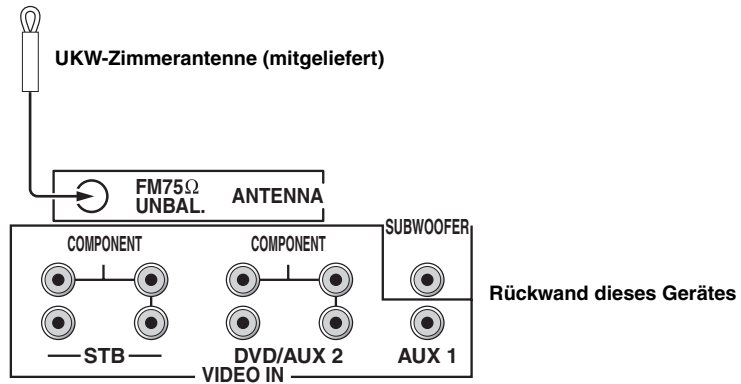 UKW-Zimmerantenne (mitgeliefert)
FM75Ω
UNBAL.
ANTENNA
SUBWOOFER
COMPONENT
COMPONENT
Rückwand dieses Gerätes
STB
DVD/AUX 2
AUX 1
VIDEO IN